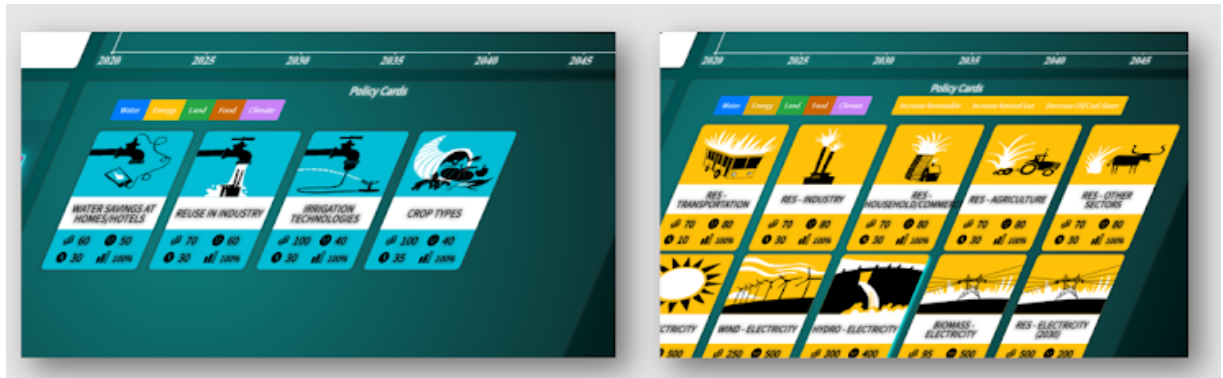 2020 2025 2030 2035 2040 2045
Policy Cards
Water Energy Land Food Climate
WATER SAVINGS AT HOMES/HOTELS
60 50
30 100%
REUSE IN INDUSTRY
70 60
30 100%
IRRIGATION TECHNOLOGIES
100 40
30 100%
CROP TYPES
100 40
35 100%
2020 2025 2030 2035 2040 2045
Policy Cards
Water Energy Land Food Climate
Increase Renewable Increase Natural Gas Decrease Oil/Coal Share
RES - TRANSPORTATION
70 80
10 100%
RES - INDUSTRY
70 80
30 100%
RES - HOUSEHOLD/COMMERC
70 80
30 100%
RES - AGRICULTURE
70 80
30 100%
RES - OTHER SECTORS
70 80
30 100%
CTRICITY
500
WIND - ELECTRICITY
250 500
HYDRO - ELECTRICITY
300 400
BIOMASS - ELECTRICITY
95 500
RES - ELECTRICITY (2030)
500 200